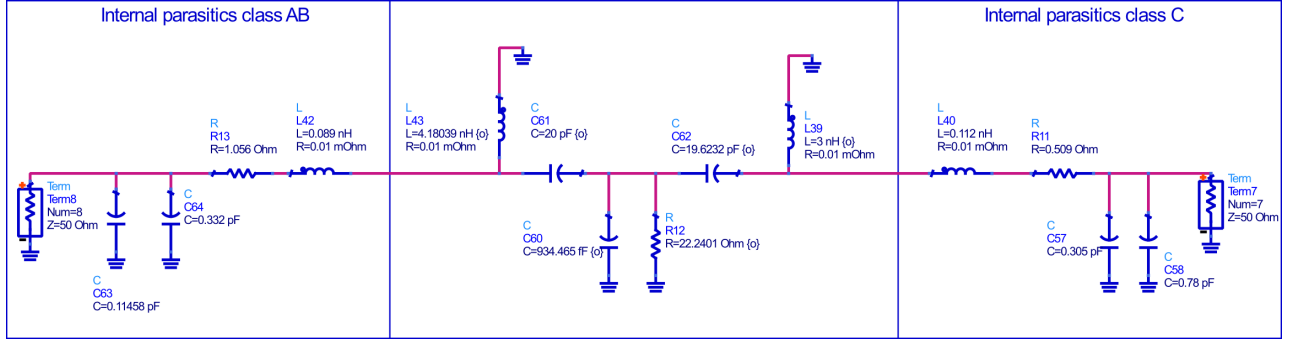 Internal parasitics class AB
Internal parasitics class C
Term
Term8
Num=8
Z=50 Ohm
C
C63
C=0.11458 pF
C
C64
C=0.332 pF
R
R13
R=1.056 Ohm
L
L42
L=0.089 nH
R=0.01 mOhm
L
L43
L=4.18039 nH {o}
R=0.01 mOhm
C
C61
C=20 pF {o}
C
C60
C=934.465 fF {o}
R
R12
R=22.2401 Ohm {o}
C
C62
C=19.6232 pF {o}
L
L39
L=3 nH {o}
R=0.01 mOhm
L
L40
L=0.112 nH
R=0.01 mOhm
R
R11
R=0.509 Ohm
C
C57
C=0.305 pF
C
C58
C=0.78 pF
Term
Term7
Num=7
Z=50 Ohm